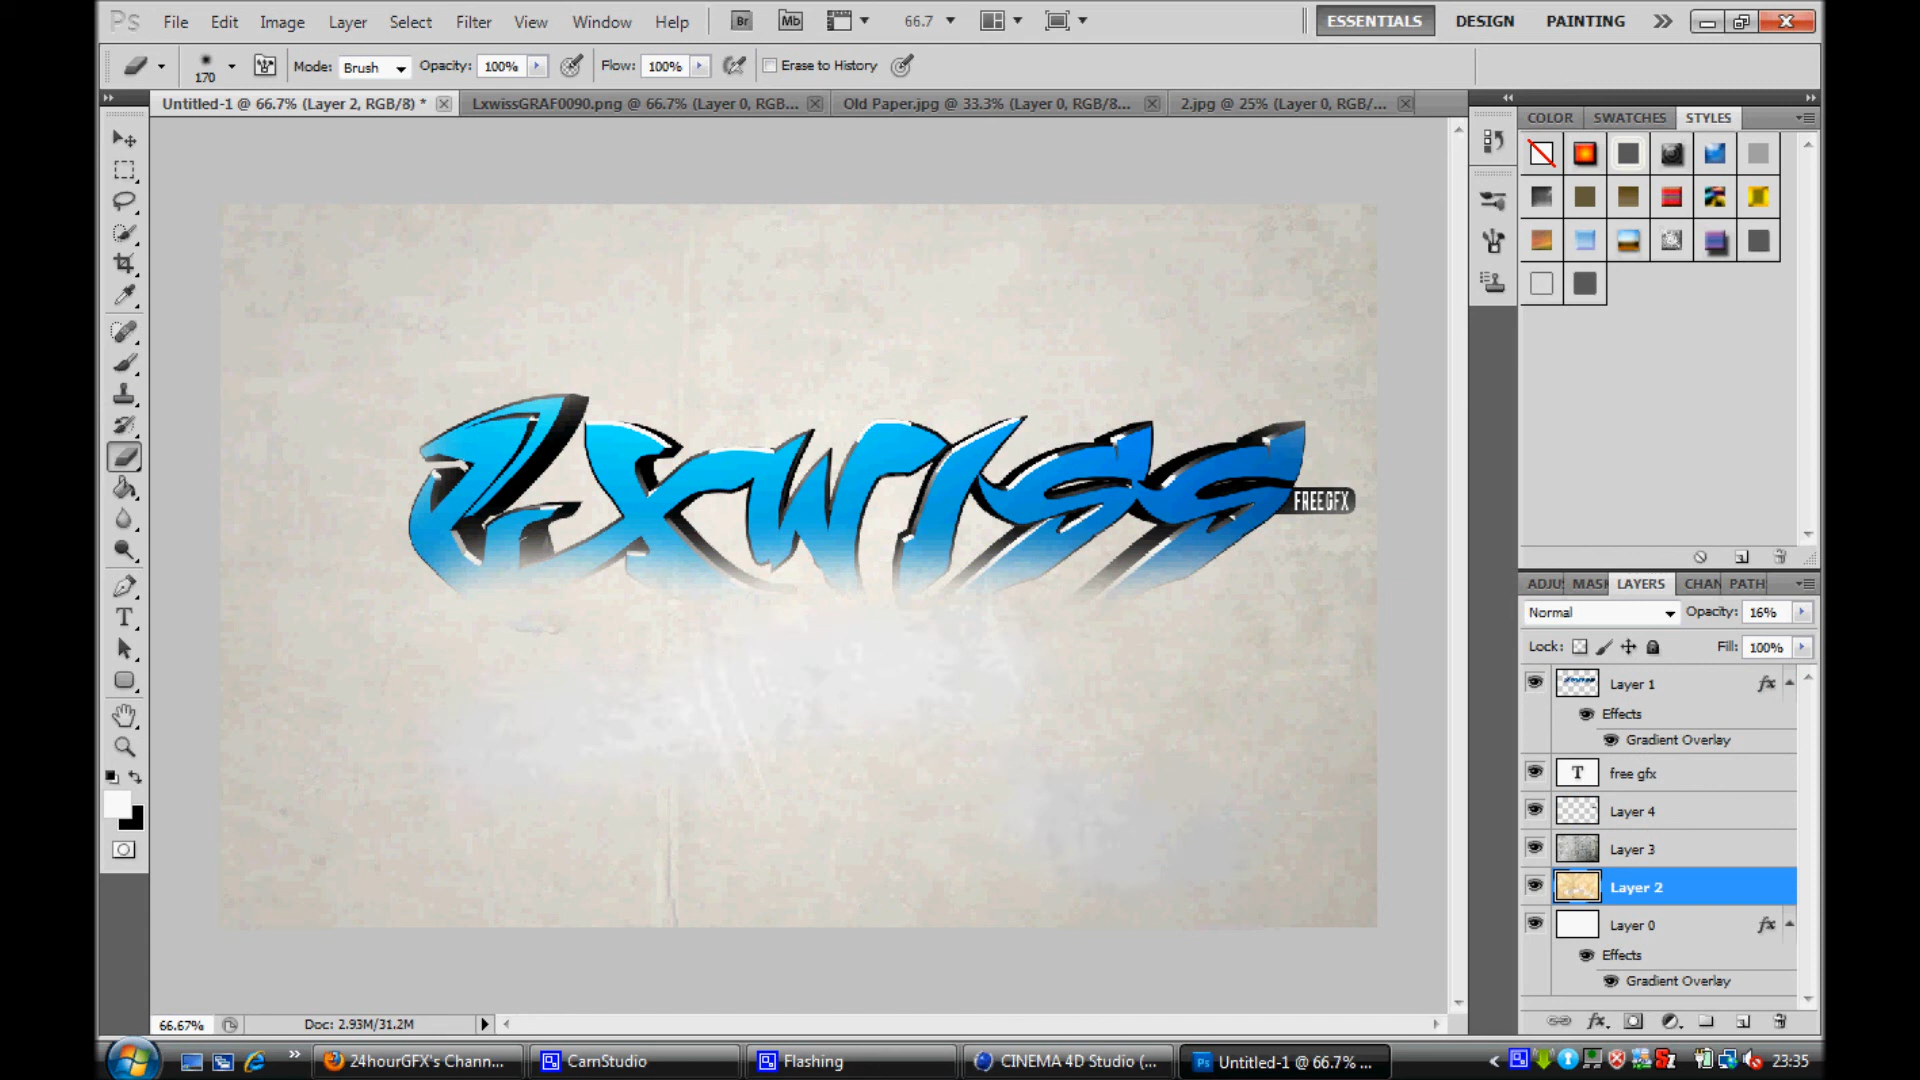 Ps File Edit Image Layer Select Filter View Window Help Br Mb 66.7 ESSENTIALS DESIGN PAINTING
170 Mode: Brush Opacity: 100% Flow: 100% Erase to History
Untitled-1 @ 66.7% (Layer 2, RGB/8) * LxwissGRAF0090.png @ 66.7% (Layer 0, RGB... Old Paper.jpg @ 33.3% (Layer 0, RGB/8... 2.jpg @ 25% (Layer 0, RGB/...
COLOR SWATCHES STYLES
Lxwiss
FREEGFX
ADJU MASK LAYERS CHAN PATH
Normal Opacity: 16%
Lock: Fill: 100%
Layer 1 fx
Effects
Gradient Overlay
T free gfx
Layer 4
Layer 3
Layer 2
Layer 0 fx
Effects
Gradient Overlay
66.67% Doc: 2.93M/31.2M
fx
24hourGFX's Chann... CamStudio Flashing CINEMA 4D Studio (... Ps Untitled-1 @ 66.7% ... 23:35